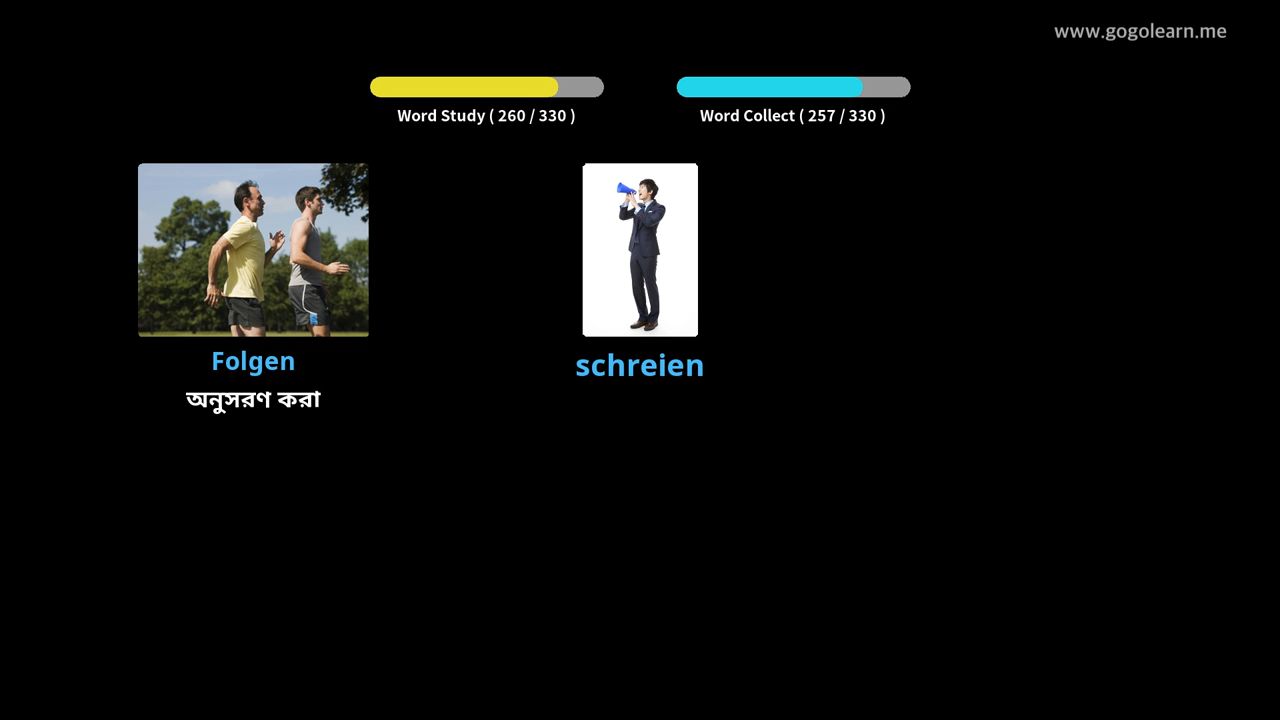 www.gogolearn.me
Word Study ( 260 / 330 )
Word Collect ( 257 / 330 )
Folgen
অনুসরণ করা
schreien